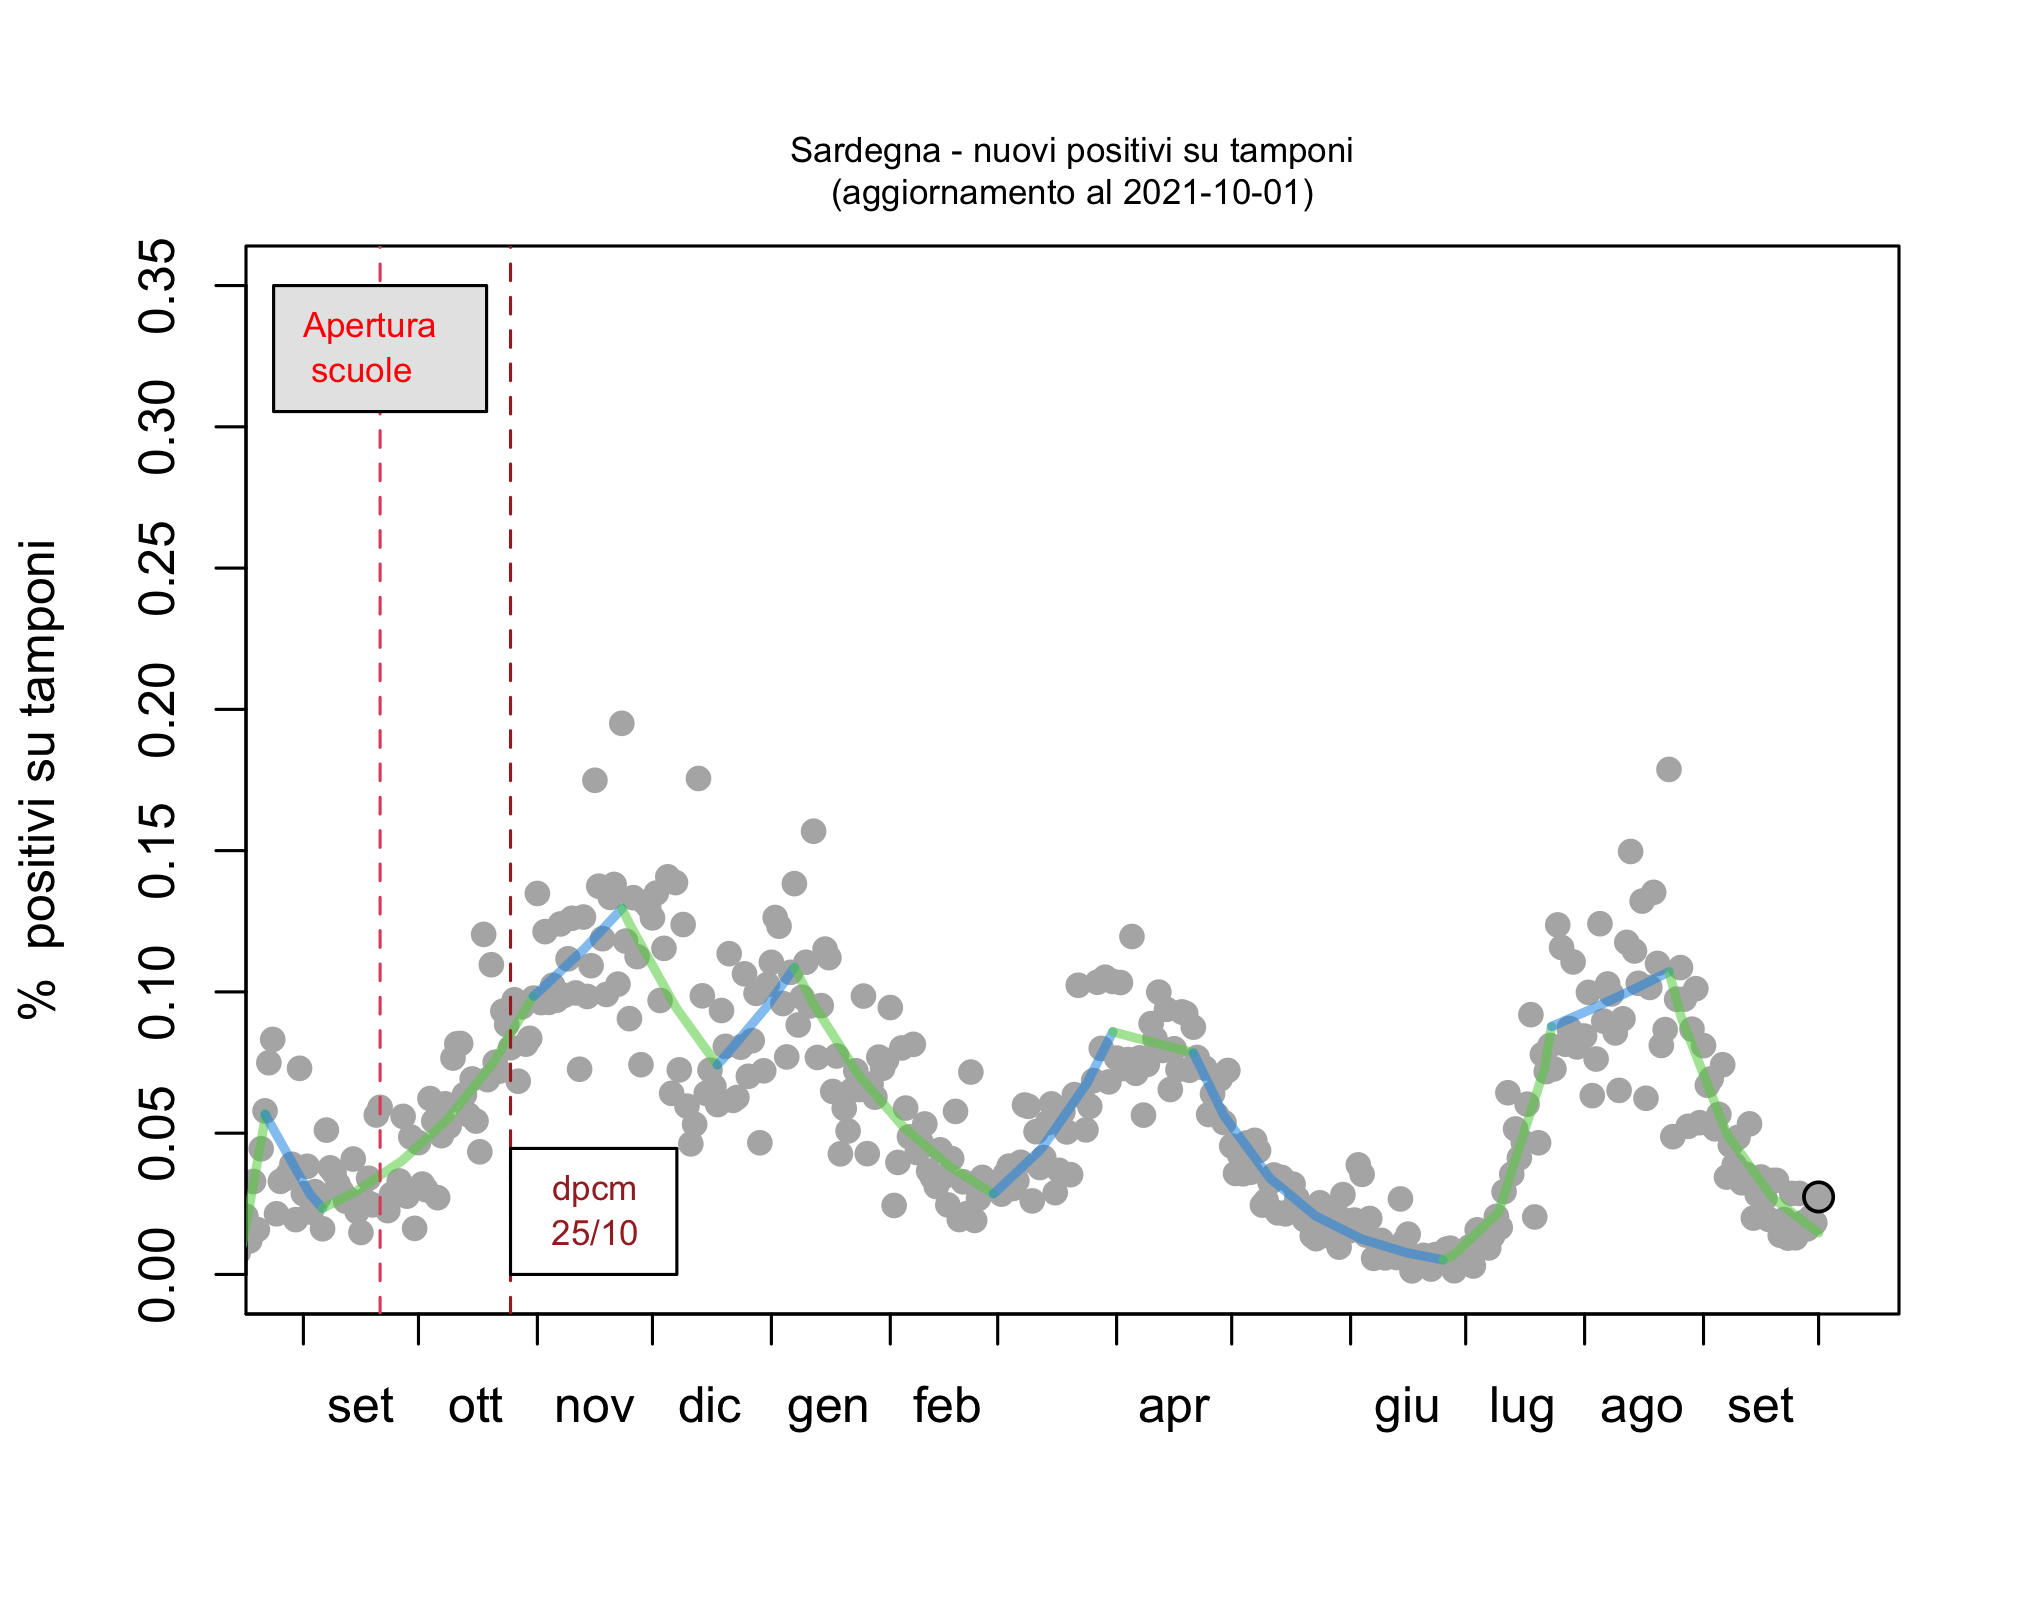 Sardegna - nuovi positivi su tamponi
(aggiornamento al 2021-10-01)
% positivi su tamponi
0.35
0.30
0.25
0.20
0.15
0.10
0.05
0.00
Apertura
scuole
dpcm
25/10
set ott nov dic gen feb apr giu lug ago set